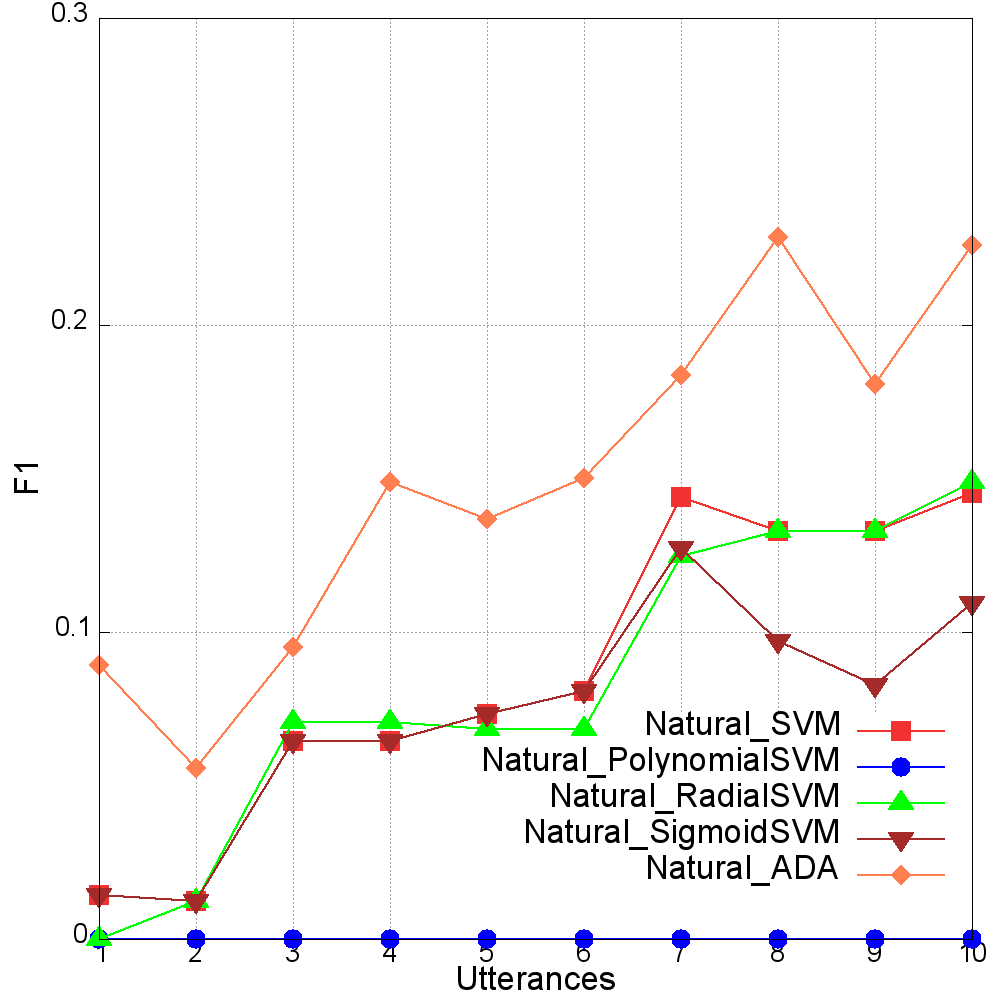 0.3
0.2
0.1
0
F1
1 2 3 4 5 6 7 8 9 10
Utterances
Natural_SVM
Natural_PolynomialSVM
Natural_RadialSVM
Natural_SigmoidSVM
Natural_ADA